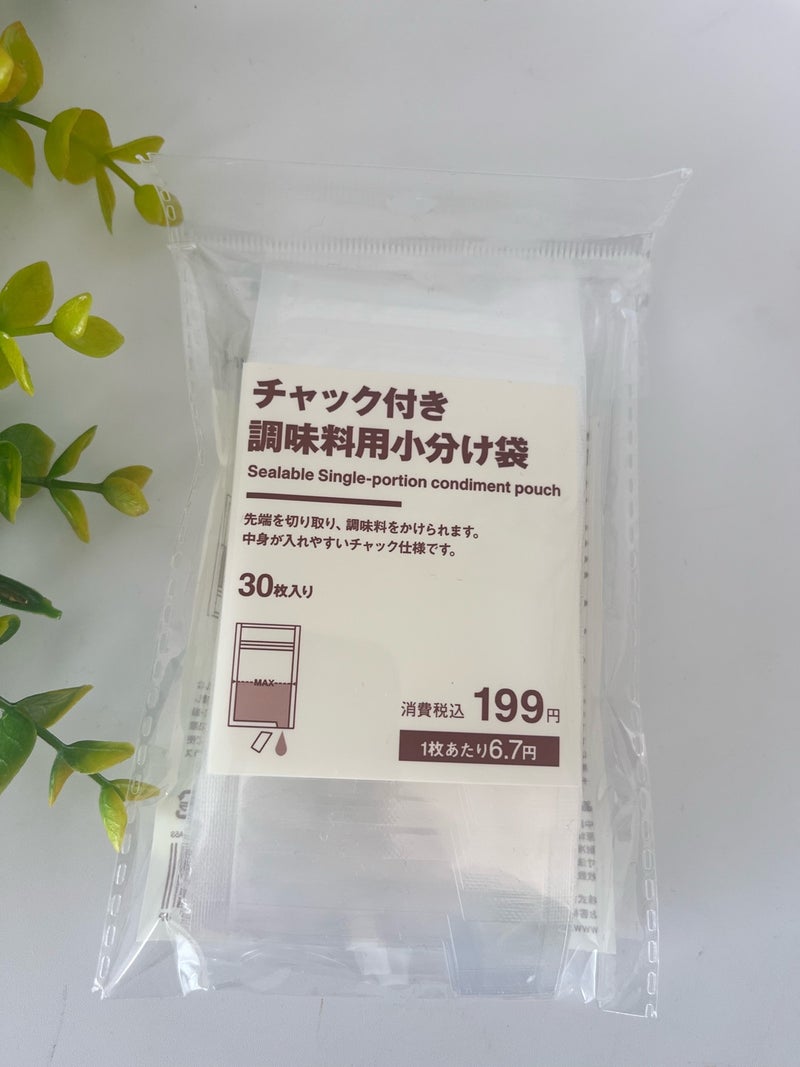 チャック付き
調味料用小分け袋
Sealable Single-portion condiment pouch
先端を切り取り、調味料をかけられます。
中身が入れやすいチャック仕様です。
30枚入り
MAX
消費税込 199円
1枚あたり6.7円